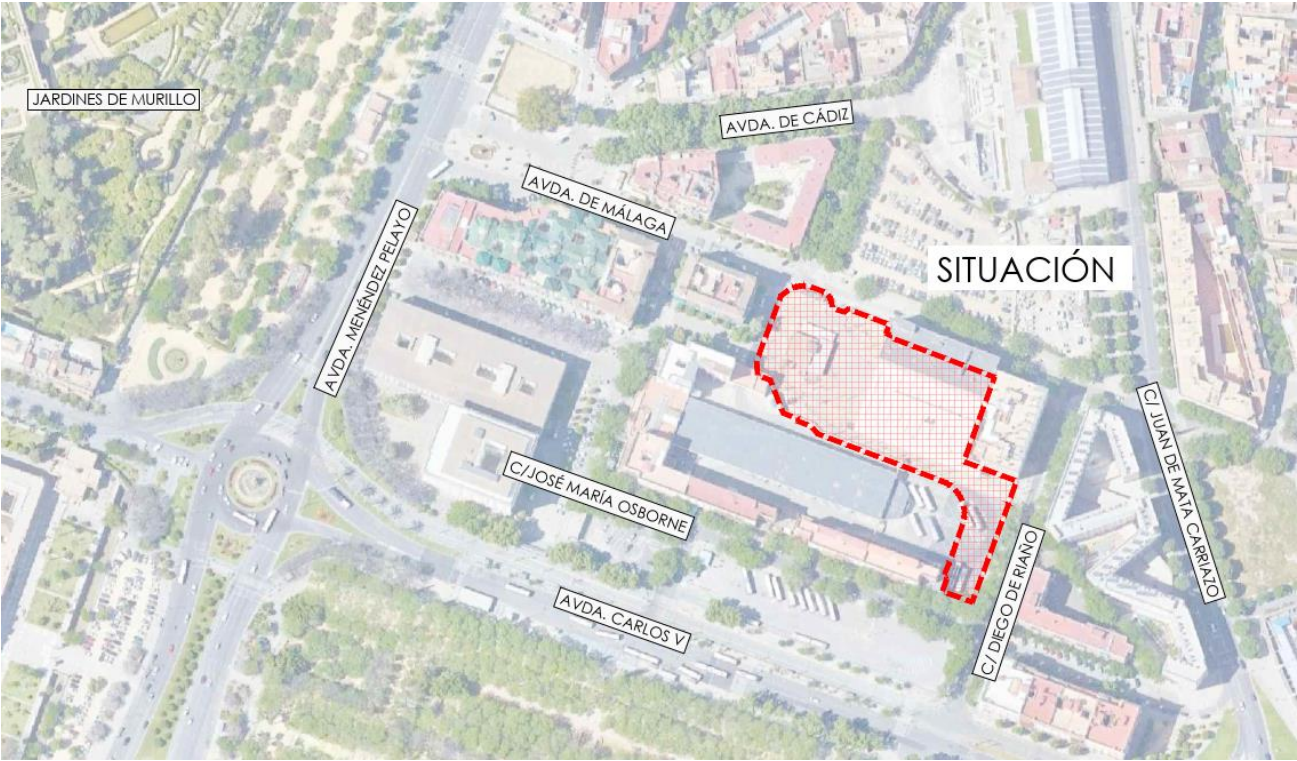 JARDINES DE MURILLO
AVDA. DE CÁDIZ
AVDA. DE MÁLAGA
AVDA. MENÉNDEZ PELAYO
SITUACIÓN
C/ JUAN DE MATA CARRIAZO
C/JOSÉ MARÍA OSBORNE
C/ DIEGO DE RIAÑO
AVDA. CARLOS V